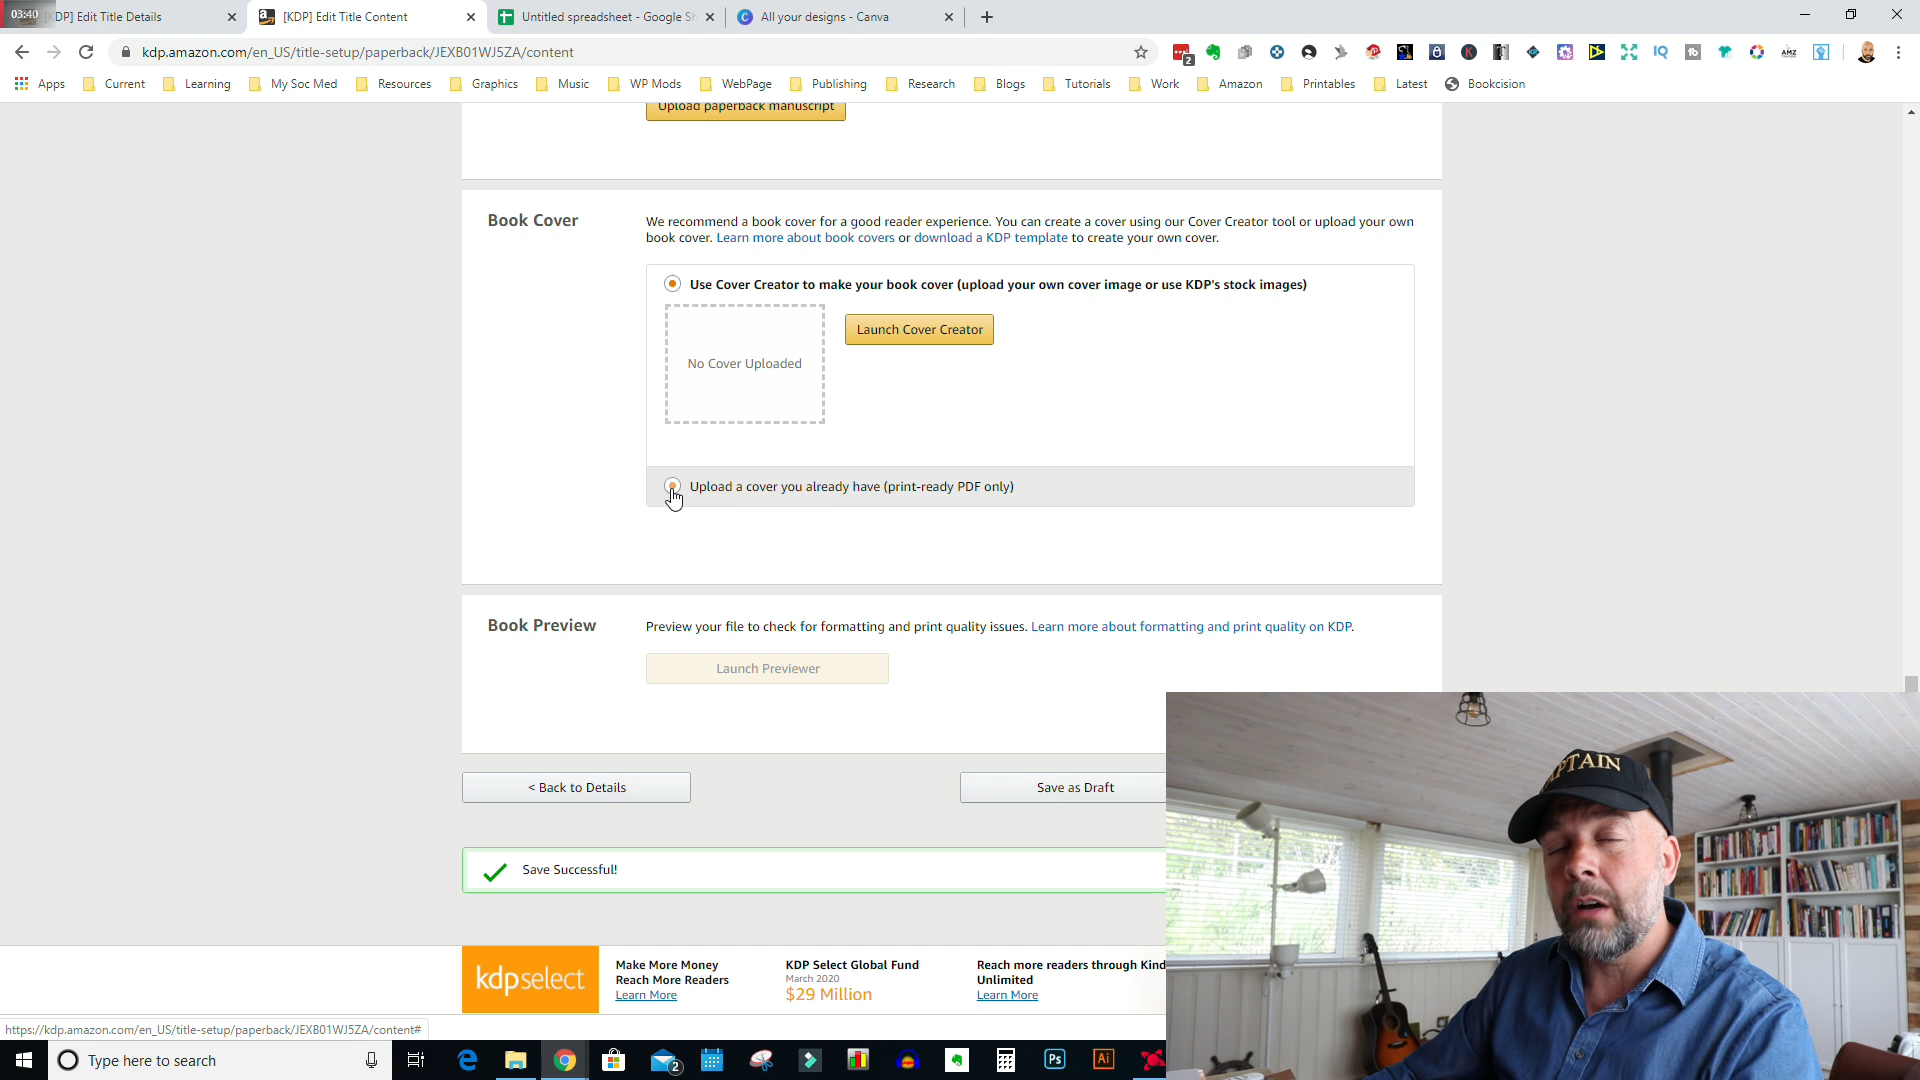 03:40
KDP] Edit Title Details
[KDP] Edit Title Content
Untitled spreadsheet - Google Sh
All your designs - Canva
kdp.amazon.com/en_US/title-setup/paperback/JEXB01WJ5ZA/content
Apps
Current
Learning
My Soc Med
Resources
Graphics
Music
WP Mods
WebPage
Publishing
Research
Blogs
Tutorials
Work
Amazon
Printables
Latest
Bookcision
Upload paperback manuscript
Book Cover
We recommend a book cover for a good reader experience. You can create a cover using our Cover Creator tool or upload your own
book cover. Learn more about book covers or download a KDP template to create your own cover.
Use Cover Creator to make your book cover (upload your own cover image or use KDP's stock images)
No Cover Uploaded
Launch Cover Creator
Upload a cover you already have (print-ready PDF only)
Book Preview
Preview your file to check for formatting and print quality issues. Learn more about formatting and print quality on KDP.
Launch Previewer
< Back to Details
Save as Draft
Save Successful!
kdpselect
Make More Money
Reach More Readers
Learn More
KDP Select Global Fund
March 2020
$29 Million
Reach more readers through Kind
Unlimited
Learn More
https://kdp.amazon.com/en_US/title-setup/paperback/JEXB01WJ5ZA/content#
Type here to search
2
Ps
Ai
PTAIN